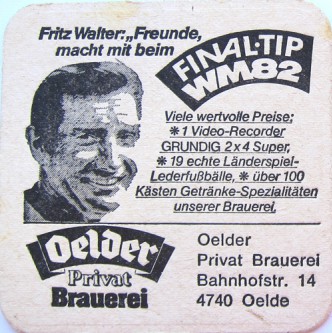 Fritz Walter: „Freunde,
macht mit beim
FINAL-TIP
WM82
Viele wertvolle Preise:
✱ 1 Video-Recorder
GRUNDIG 2x4 Super,
✱ 19 echte Länderspiel-
Lederfußbälle, ✱ über 100
Kästen Getränke-Spezialitäten
unserer Brauerei.
Oelder
Privat
Brauerei
Oelder
Privat Brauerei
Bahnhofstr. 14
4740 Oelde